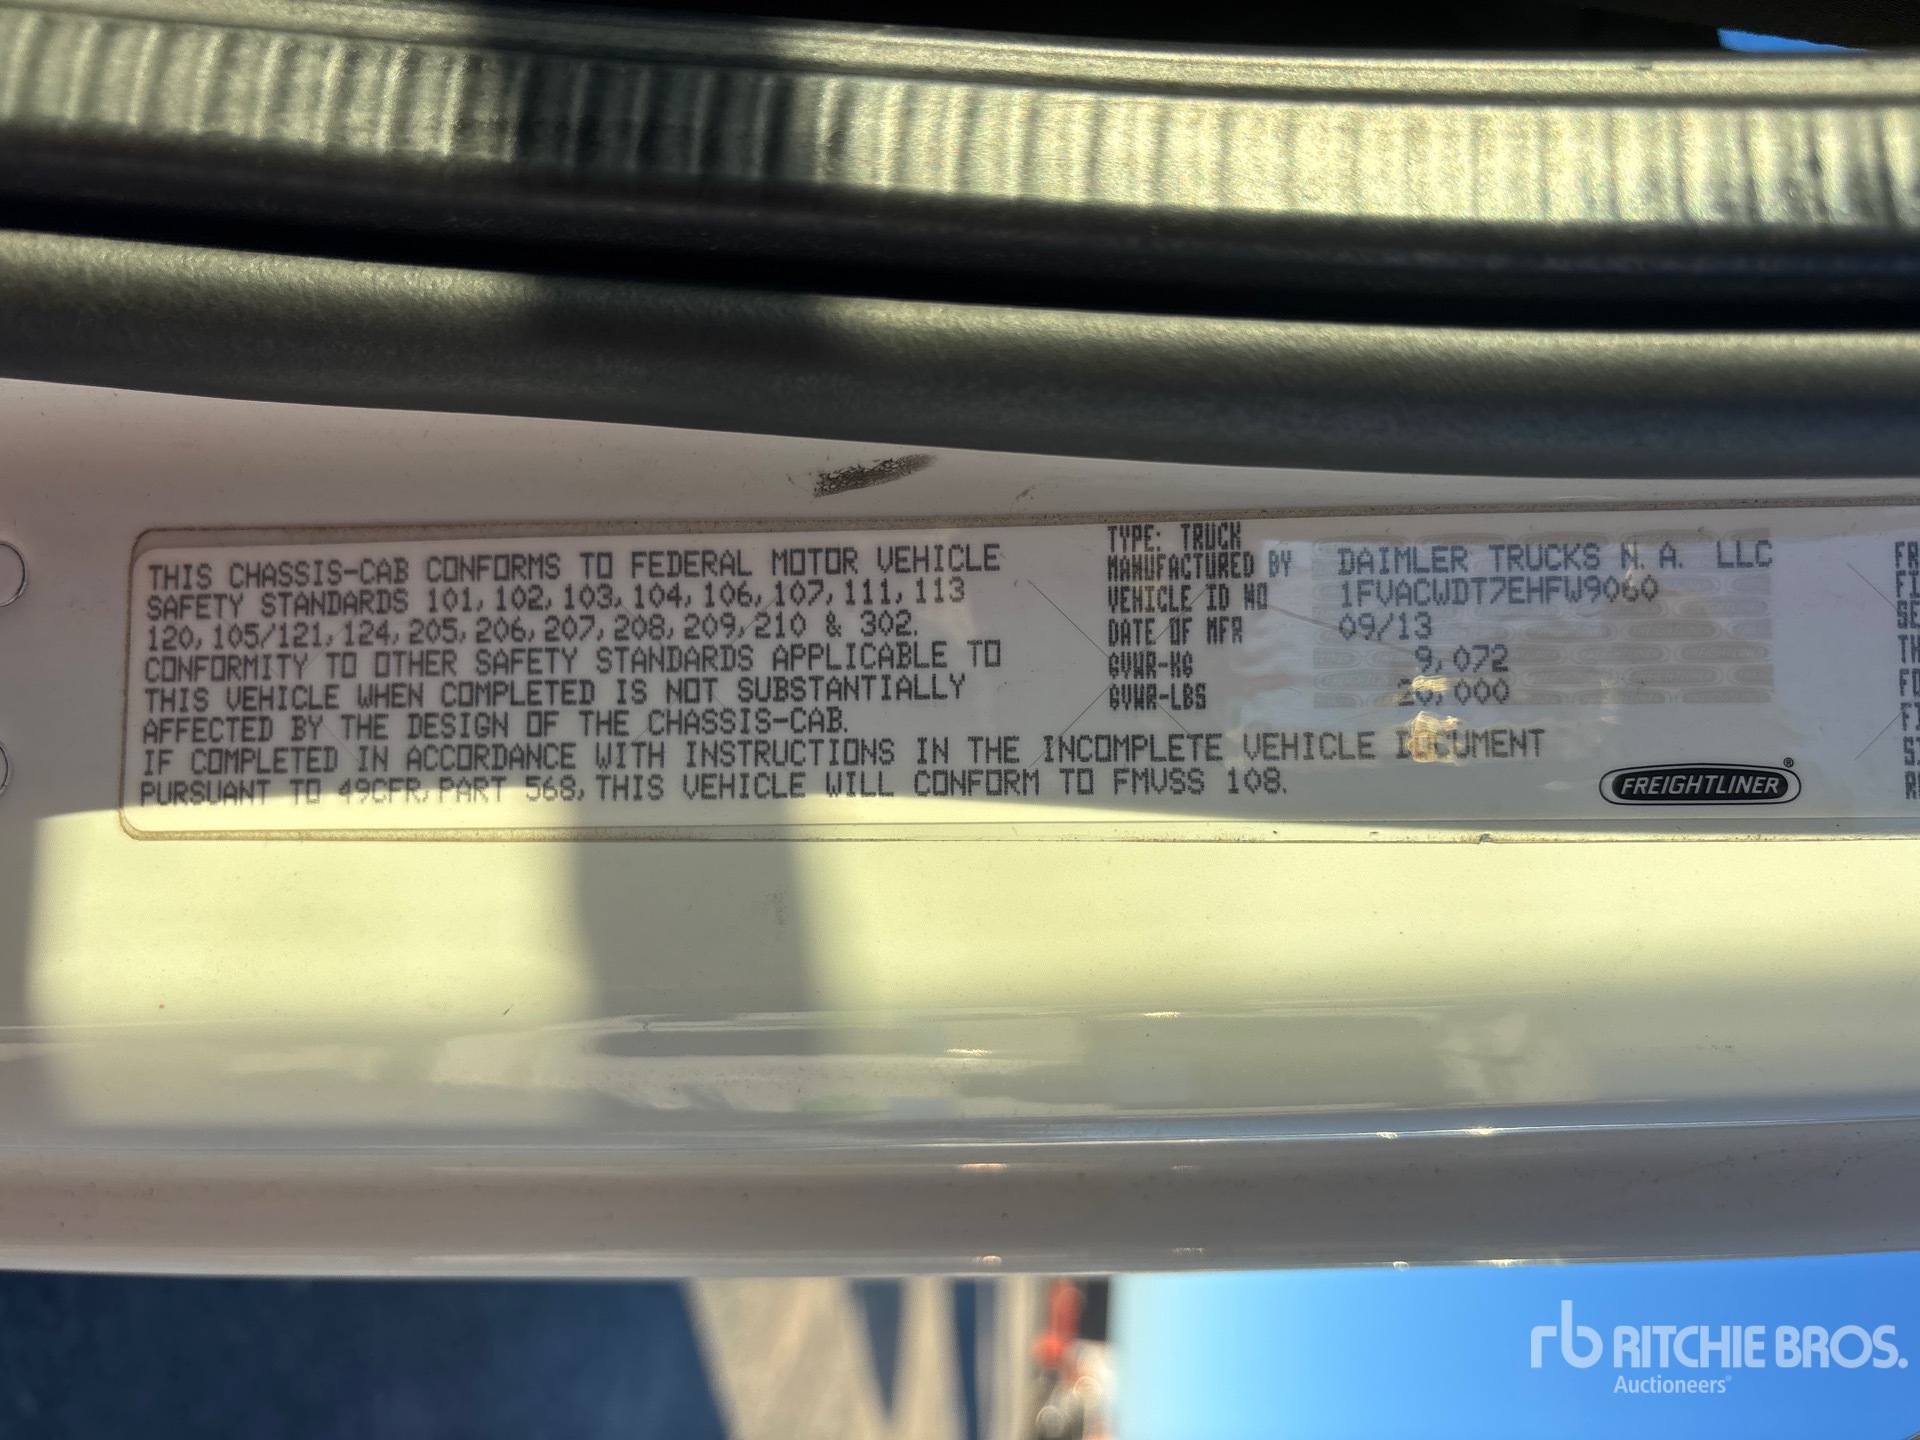 THIS CHASSIS-CAB CONFORMS TO FEDERAL MOTOR VEHICLE
SAFETY STANDARDS 101, 102, 103, 104, 106, 107, 111, 113
120, 105/121, 124, 205, 206, 207, 208, 209, 210 & 302.
CONFORMITY TO OTHER SAFETY STANDARDS APPLICABLE TO
THIS VEHICLE WHEN COMPLETED IS NOT SUBSTANTIALLY
AFFECTED BY THE DESIGN OF THE CHASSIS-CAB.
IF COMPLETED IN ACCORDANCE WITH INSTRUCTIONS IN THE INCOMPLETE VEHICLE DOCUMENT
PURSUANT TO 49CFR, PART 568, THIS VEHICLE WILL CONFORM TO FMVSS 108.
TYPE: TRUCK
MANUFACTURED BY DAIMLER TRUCKS N. A. LLC
VEHICLE ID NO 1FVACWDT7EHFW9060
DATE OF MFR 09/13
GVWR-KG 9,072
GVWR-LBS 20,000
FREIGHTLINER®
rb RITCHIE BROS.
Auctioneers®